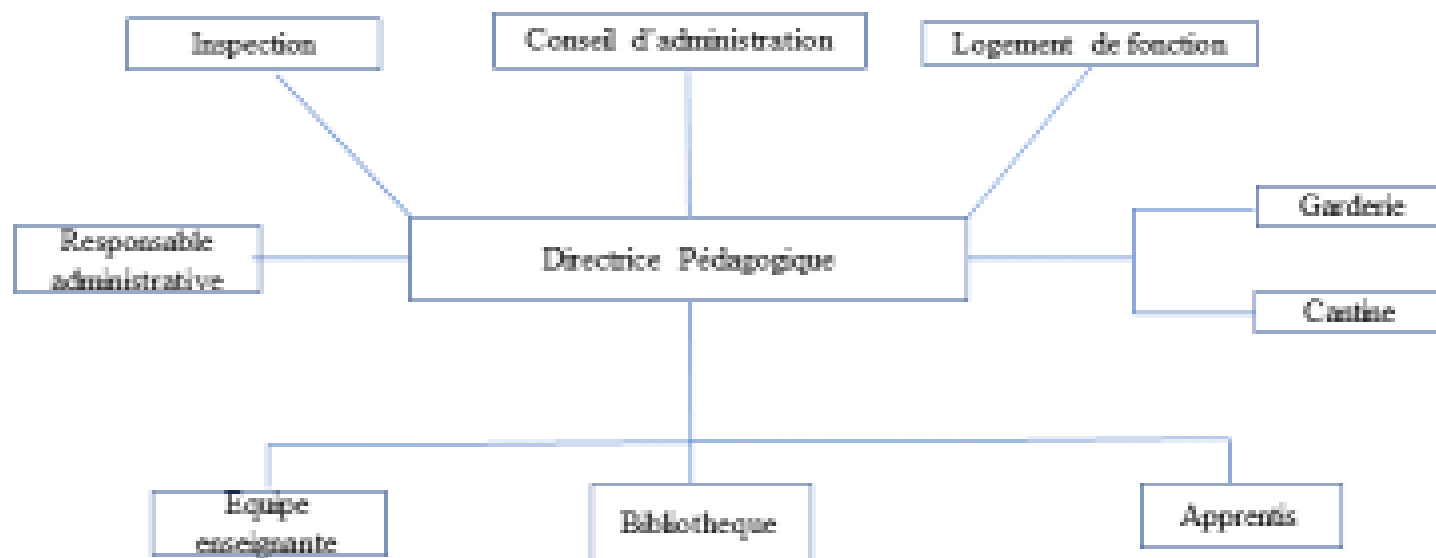 Inspection
Conseil d'administration
Logement de fonction
Garderie
Responsable
administrative
Directrice Pédagogique
Cantine
Equipe
enseignante
Bibliotheque
Apprentis